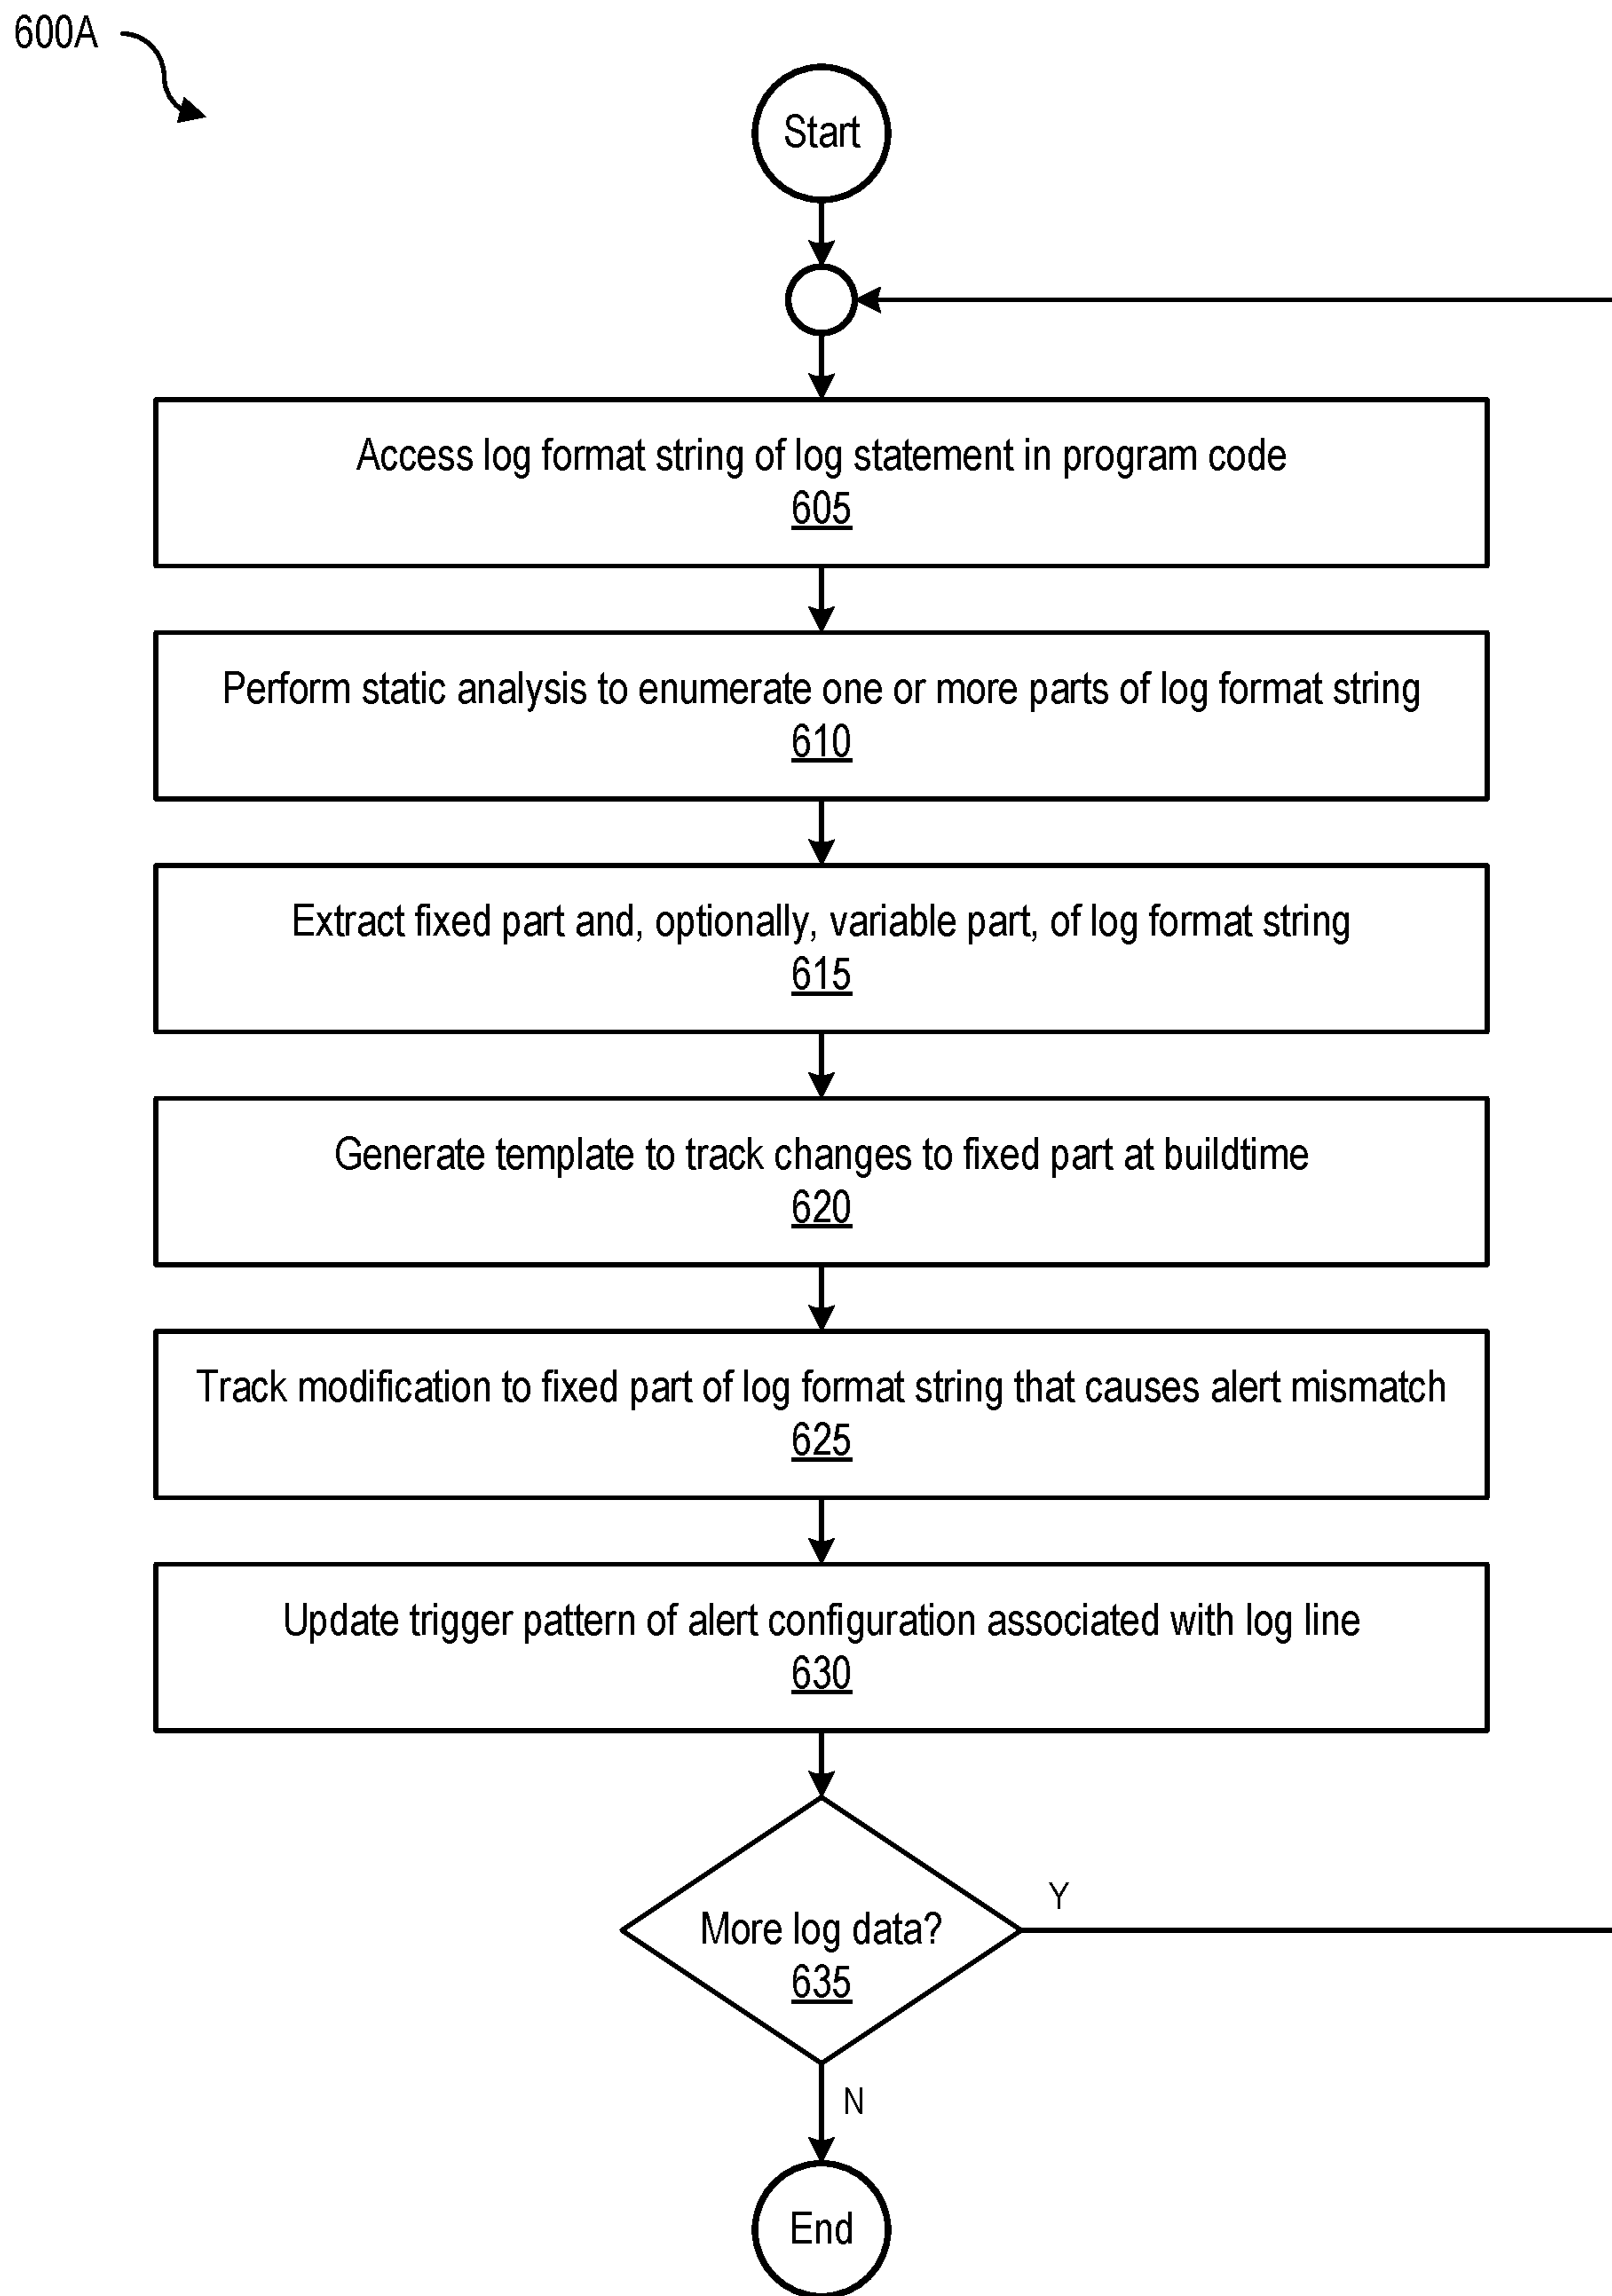 600A
Start
Access log format string of log statement in program code
605
Perform static analysis to enumerate one or more parts of log format string
610
Extract fixed part and, optionally, variable part, of log format string
615
Generate template to track changes to fixed part at buildtime
620
Track modification to fixed part of log format string that causes alert mismatch
625
Update trigger pattern of alert configuration associated with log line
630
More log data?
635
Y
N
End